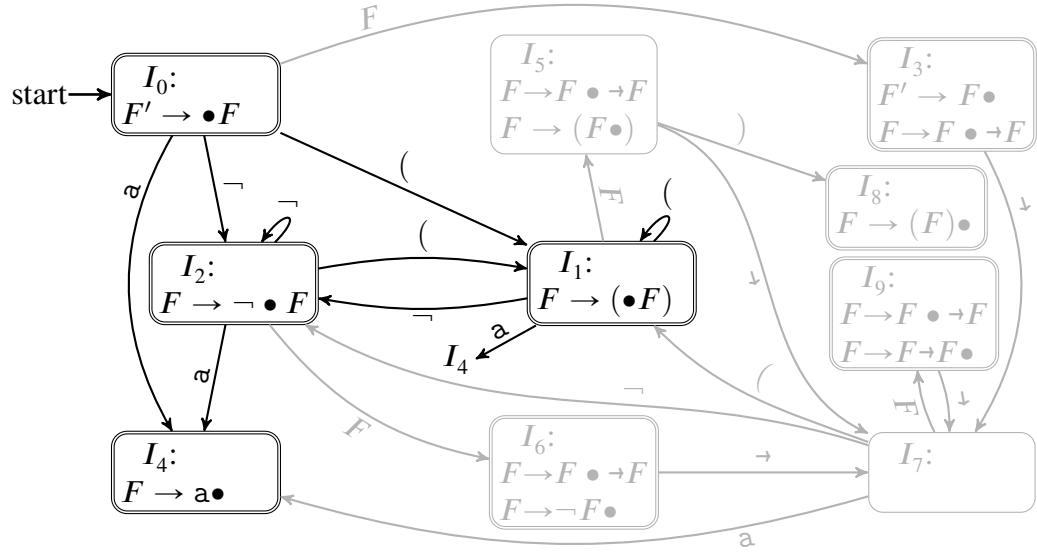 F
start
I₀:
F′ → •F
I₅:
F→F •→F
F → (F•)
I₃:
F′ → F•
F→F •→F
)
(
a
¬
¬
(
(
F
→
→
I₈:
F → (F)•
I₂:
F → ¬ • F
I₁:
F → (•F)
I₉:
F→F •→F
F→F→F•
¬
a
I₄
a
¬
(
F
→
F
I₄:
F → a•
I₆:
F→F •→F
F→¬F•
→
I₇:
a